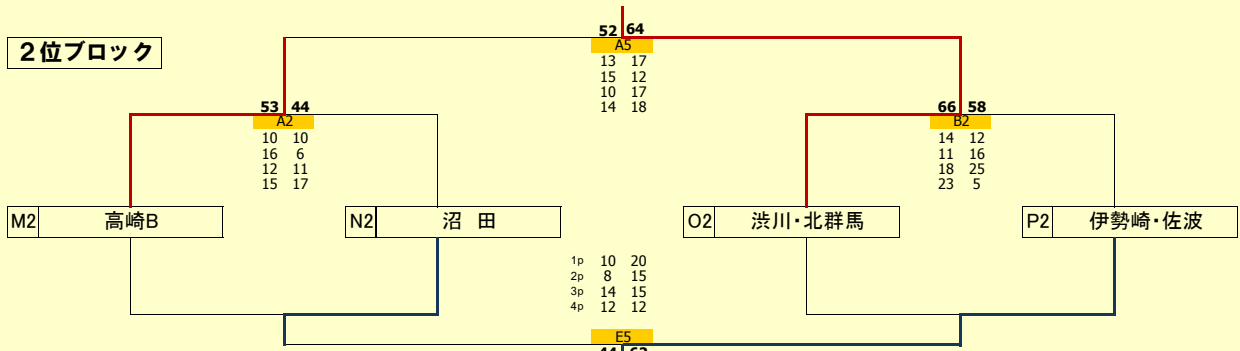 52 64
2位ブロック
A5
13 17
15 12
10 17
14 18
53 44
A2
10 10
16 6
12 11
15 17
66 58
B2
14 12
11 16
18 25
23 5
M2 高崎B
N2 沼 田
O2 渋川・北群馬
P2 伊勢崎・佐波
1p 10 20
2p 8 15
3p 14 15
4p 12 12
E5
44 62